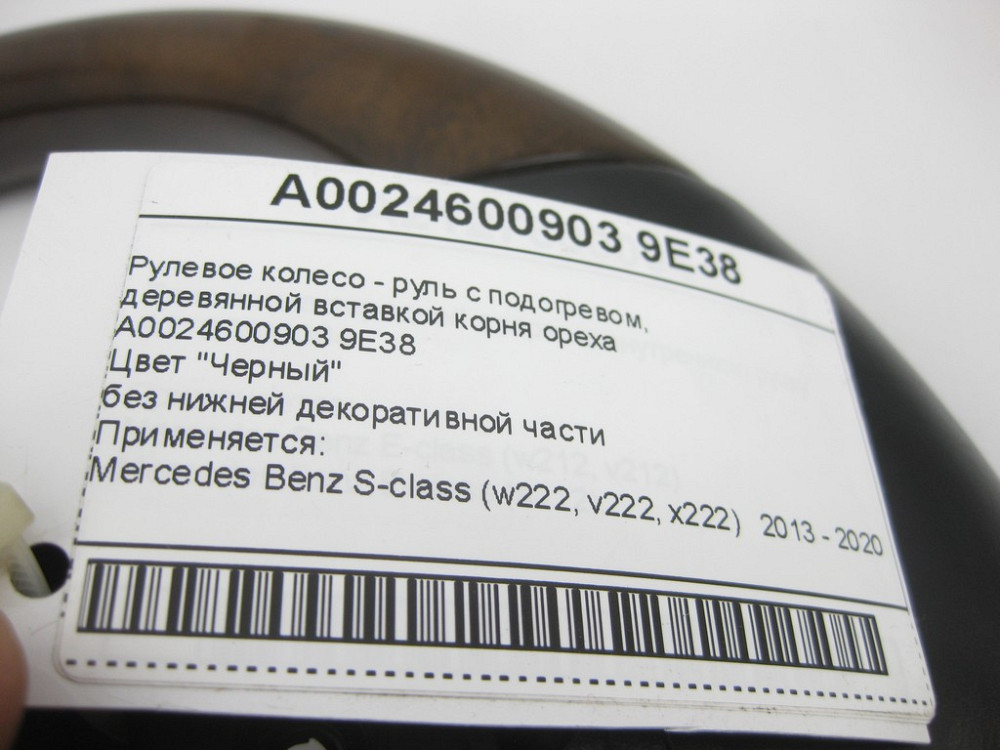 A0024600903 9E38
Рулевое колесо - руль с подогревом,
деревянной вставкой корня ореха
A0024600903 9E38
Цвет "Черный"
без нижней декоративной части
Применяется:
Mercedes Benz S-class (w222, v222, x222) 2013 - 2020